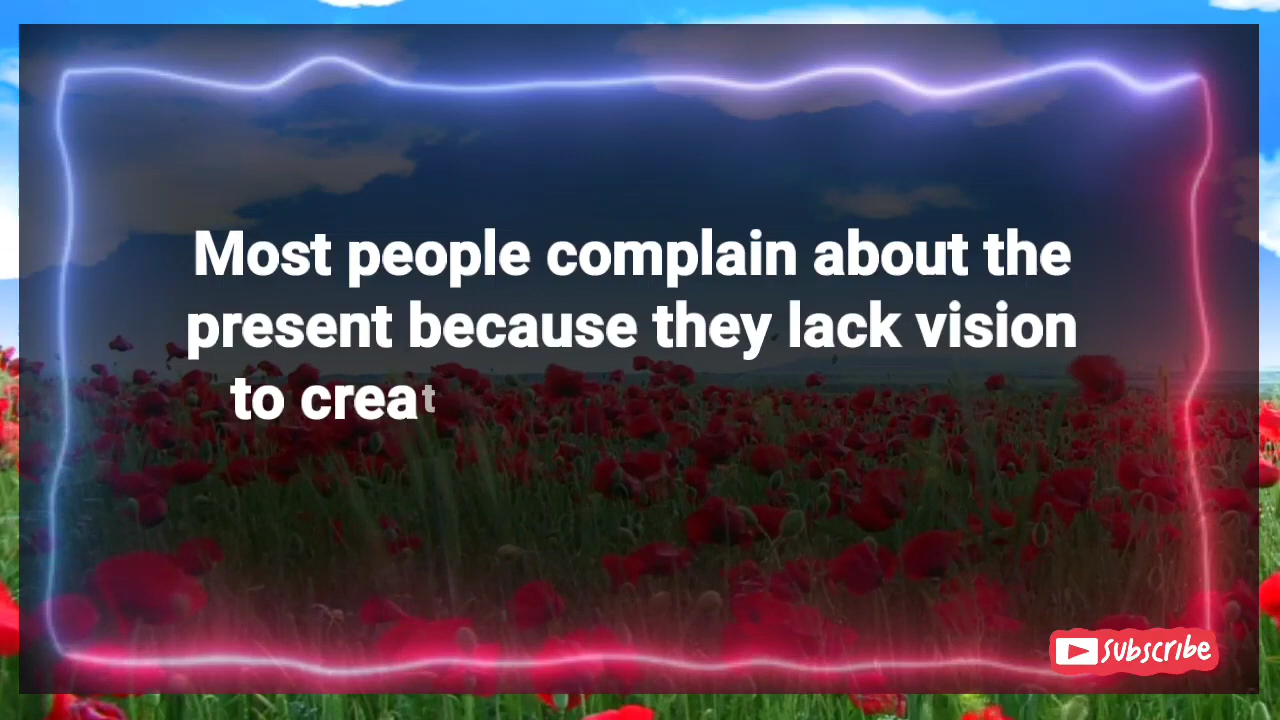 Most people complain about the
present because they lack vision
to creat
Subscribe